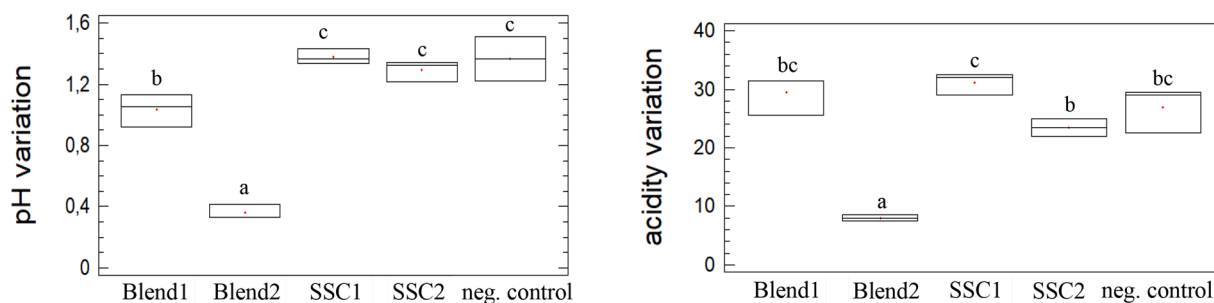 pH variation
1,6
1,2
0,8
0,4
0
b
a
c
c
c
Blend1 Blend2 SSC1 SSC2 neg. control
acidity variation
40
30
20
10
0
bc
a
c
b
bc
Blend1 Blend2 SSC1 SSC2 neg. control